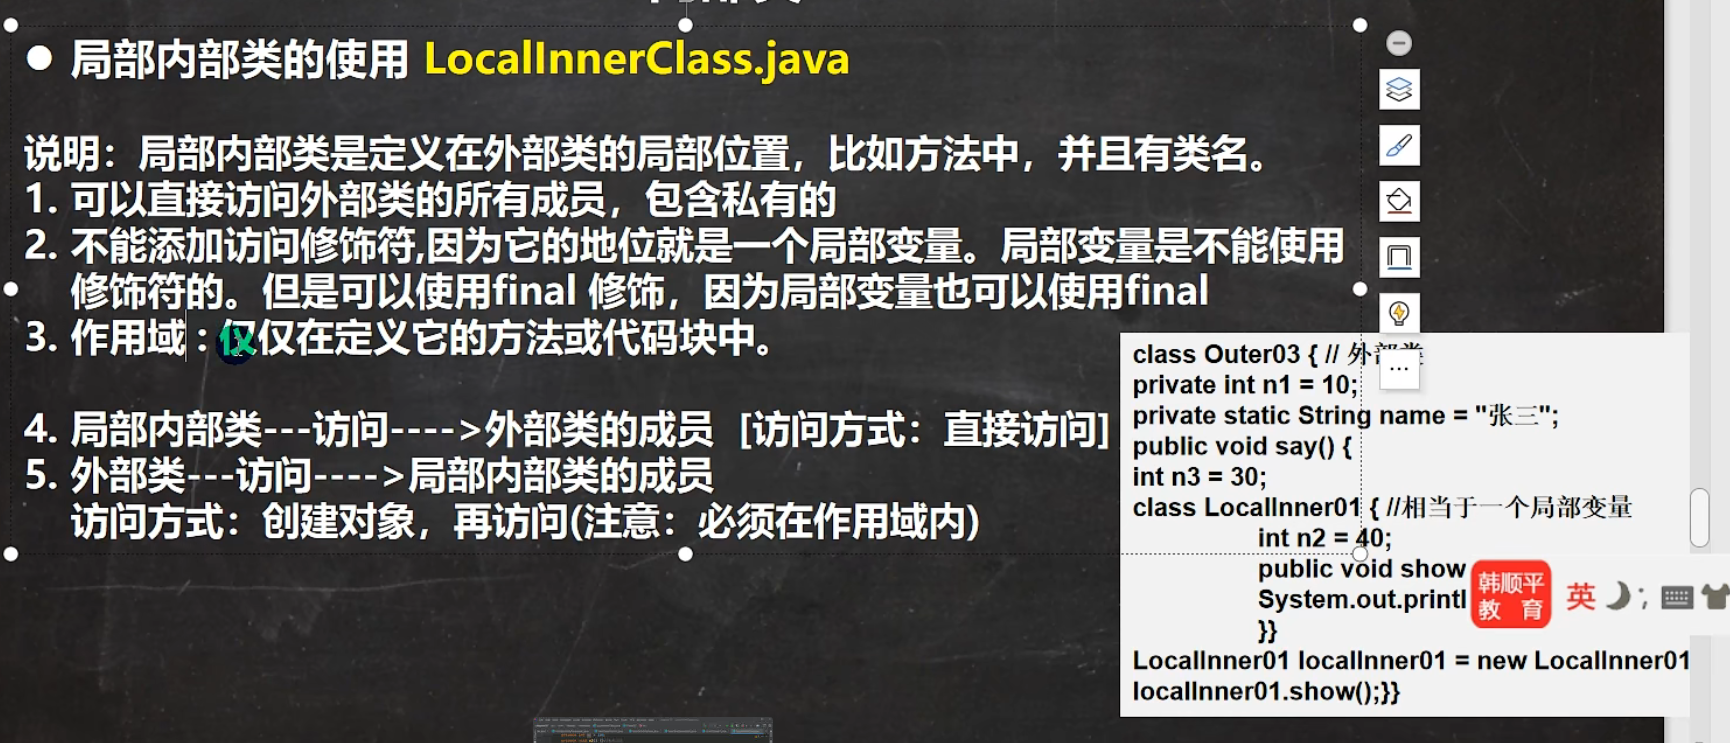 ● 局部内部类的使用 LocalInnerClass.java
说明：局部内部类是定义在外部类的局部位置，比如方法中，并且有类名。
1. 可以直接访问外部类的所有成员，包含私有的
2. 不能添加访问修饰符,因为它的地位就是一个局部变量。局部变量是不能使用
修饰符的。但是可以使用final 修饰，因为局部变量也可以使用final
3. 作用域 : 仅仅在定义它的方法或代码块中。
4. 局部内部类---访问---->外部类的成员 [访问方式：直接访问]
5. 外部类---访问---->局部内部类的成员
访问方式：创建对象，再访问(注意：必须在作用域内)
class Outer03 { // 外部类
private int n1 = 10;
private static String name = "张三";
public void say() {
int n3 = 30;
class LocalInner01 { //相当于一个局部变量
int n2 = 40;
public void show
System.out.printl
}}
LocalInner01 localInner01 = new LocalInner01
localInner01.show();}}
韩顺平
教 育
英